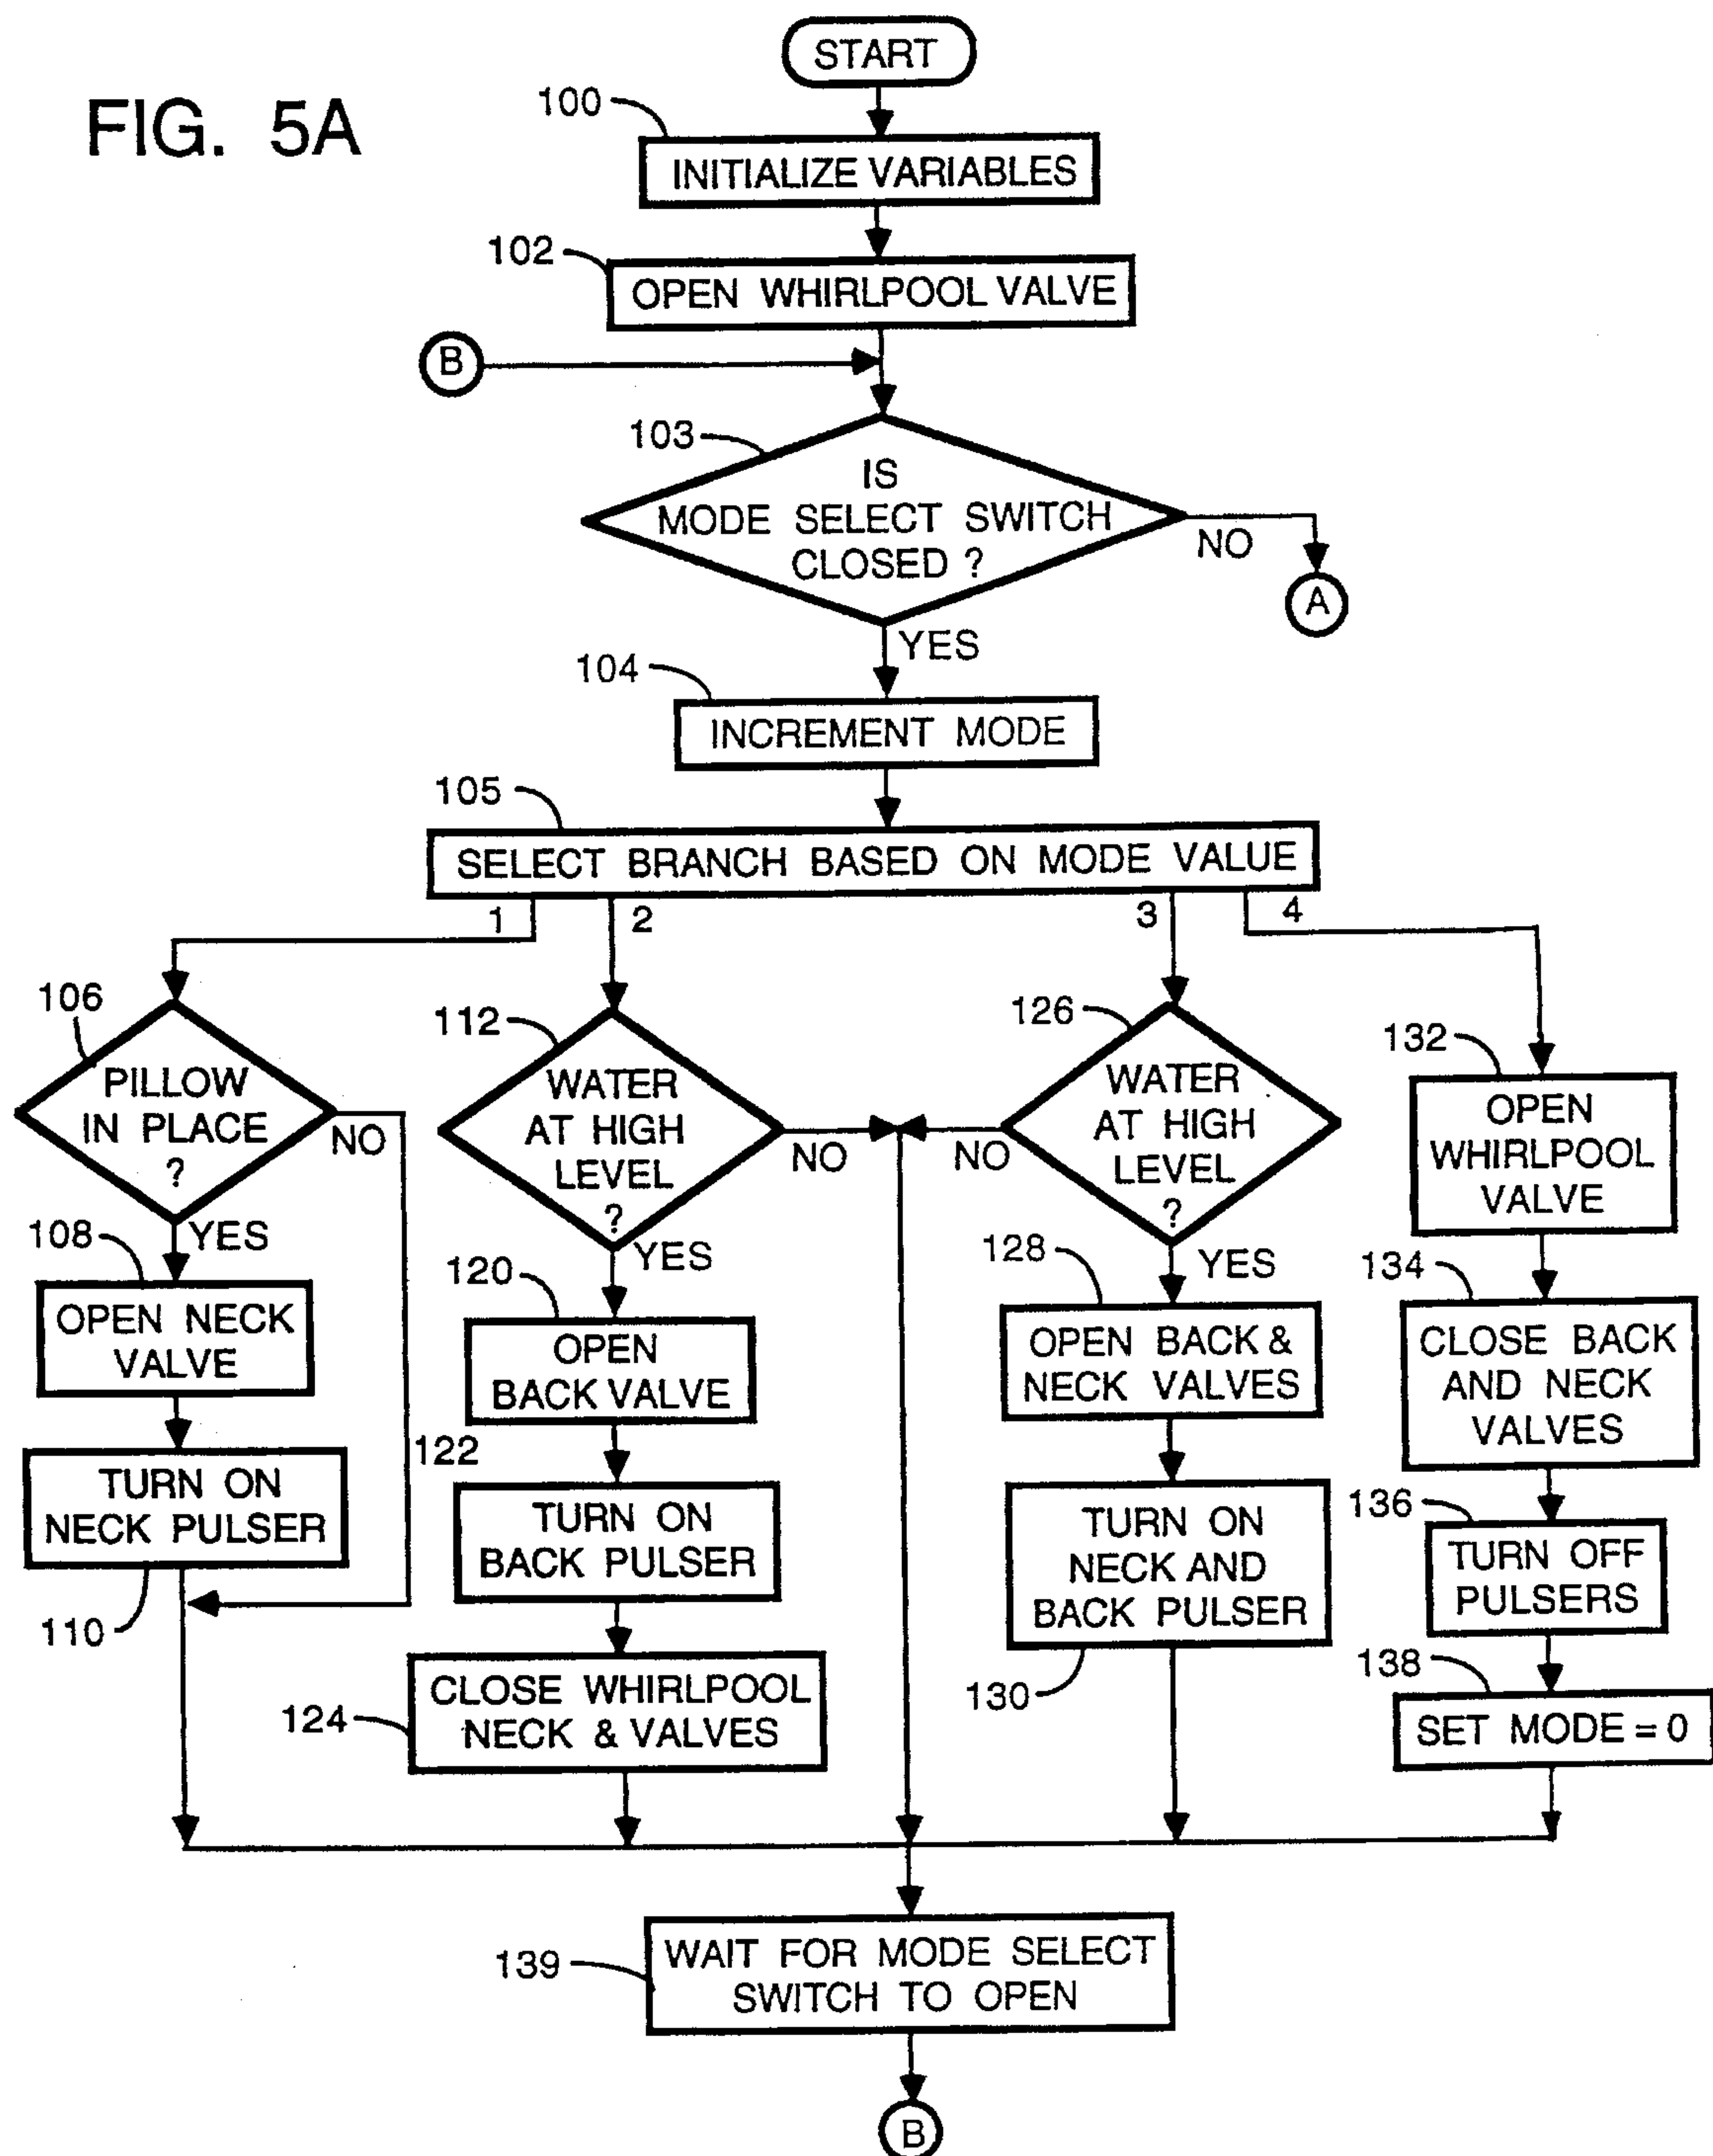 FIG. 5A
START
100
INITIALIZE VARIABLES
102
OPEN WHIRLPOOL VALVE
B
103
IS
MODE SELECT SWITCH
CLOSED ?
NO
A
YES
104
INCREMENT MODE
105
SELECT BRANCH BASED ON MODE VALUE
1
2
3
4
106
PILLOW
IN PLACE
?
NO
YES
108
OPEN NECK
VALVE
TURN ON
NECK PULSER
110
112
WATER
AT HIGH
LEVEL
?
NO
YES
120
OPEN
BACK VALVE
122
TURN ON
BACK PULSER
CLOSE WHIRLPOOL
NECK & VALVES
124
126
WATER
AT HIGH
LEVEL
?
NO
YES
128
OPEN BACK &
NECK VALVES
TURN ON
NECK AND
BACK PULSER
130
132
OPEN
WHIRLPOOL
VALVE
134
CLOSE BACK
AND NECK
VALVES
136
TURN OFF
PULSERS
138
SET MODE = 0
139
WAIT FOR MODE SELECT
SWITCH TO OPEN
B